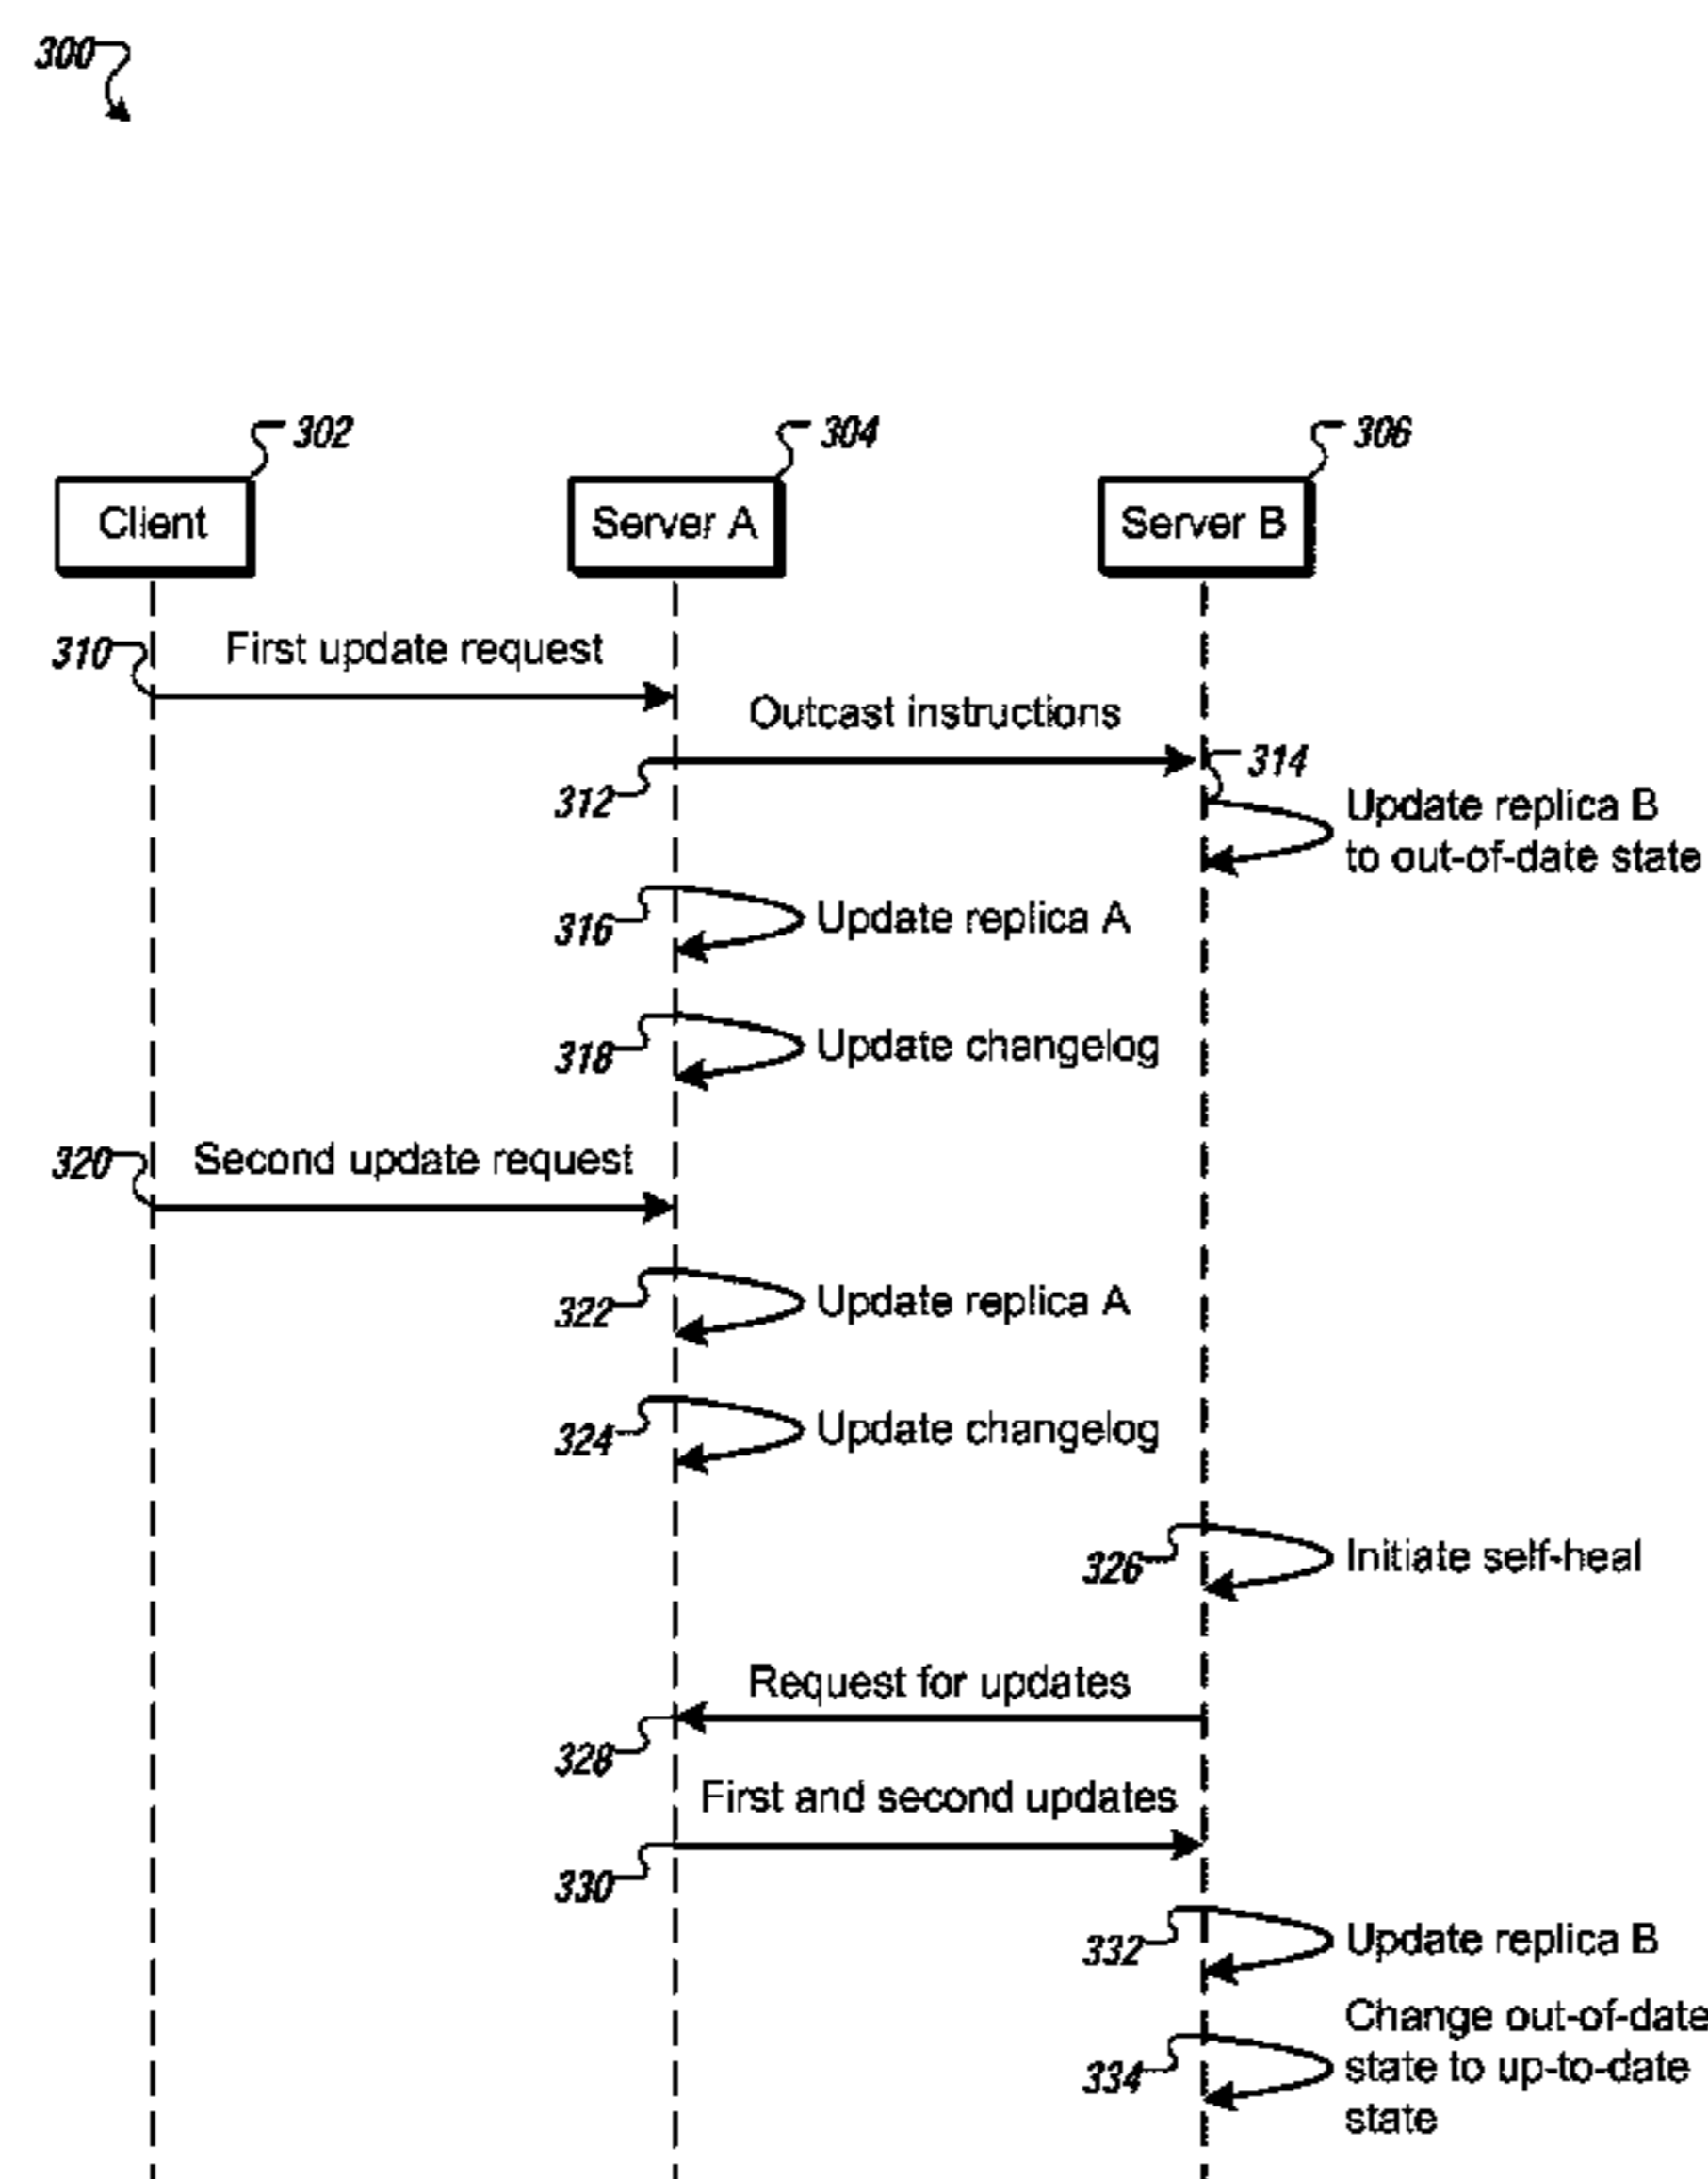 300
302
304
306
Client
Server A
Server B
310
First update request
Outcast instructions
312
314
Update replica B
to out-of-date state
316
Update replica A
318
Update changelog
320
Second update request
322
Update replica A
324
Update changelog
326
Initiate self-heal
Request for updates
328
First and second updates
330
332
Update replica B
Change out-of-date
334
state to up-to-date
state